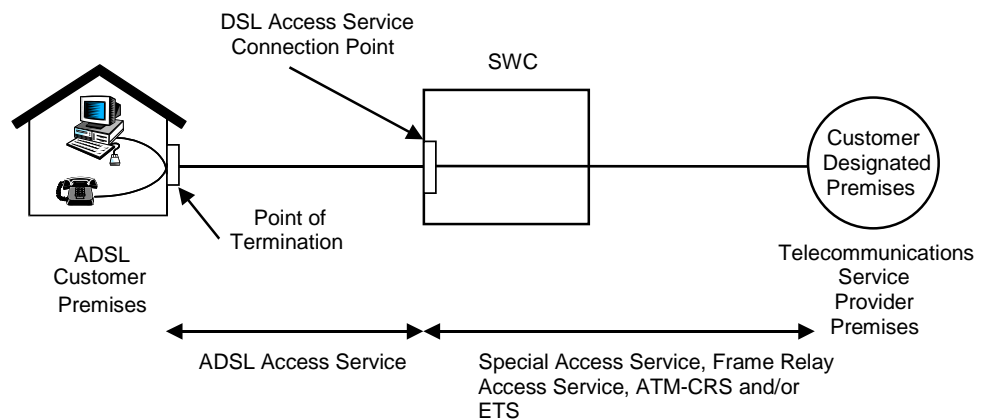 DSL Access Service
Connection Point
SWC
Customer
Designated
Premises
Point of
Termination
ADSL
Customer
Premises
Telecommunications
Service
Provider
Premises
ADSL Access Service
Special Access Service, Frame Relay
Access Service, ATM-CRS and/or
ETS